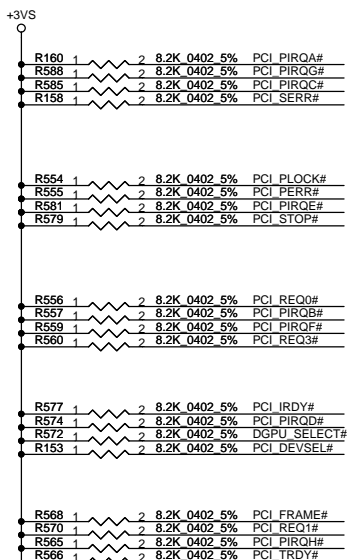 +3VS
R160 1 2 8.2K_0402_5% PCI_PIRQA#
R588 1 2 8.2K_0402_5% PCI_PIRQG#
R585 1 2 8.2K_0402_5% PCI_PIRQC#
R158 1 2 8.2K_0402_5% PCI_SERR#
R554 1 2 8.2K_0402_5% PCI_PLOCK#
R555 1 2 8.2K_0402_5% PCI_PERR#
R581 1 2 8.2K_0402_5% PCI_PIRQE#
R579 1 2 8.2K_0402_5% PCI_STOP#
R556 1 2 8.2K_0402_5% PCI_REQ0#
R557 1 2 8.2K_0402_5% PCI_PIRQB#
R559 1 2 8.2K_0402_5% PCI_PIRQF#
R560 1 2 8.2K_0402_5% PCI_REQ3#
R577 1 2 8.2K_0402_5% PCI_IRDY#
R574 1 2 8.2K_0402_5% PCI_PIRQD#
R572 1 2 8.2K_0402_5% DGPU_SELECT#
R153 1 2 8.2K_0402_5% PCI_DEVSEL#
R568 1 2 8.2K_0402_5% PCI_FRAME#
R570 1 2 8.2K_0402_5% PCI_REQ1#
R565 1 2 8.2K_0402_5% PCI_PIRQH#
R566 1 2 8.2K_0402_5% PCI_TRDY#